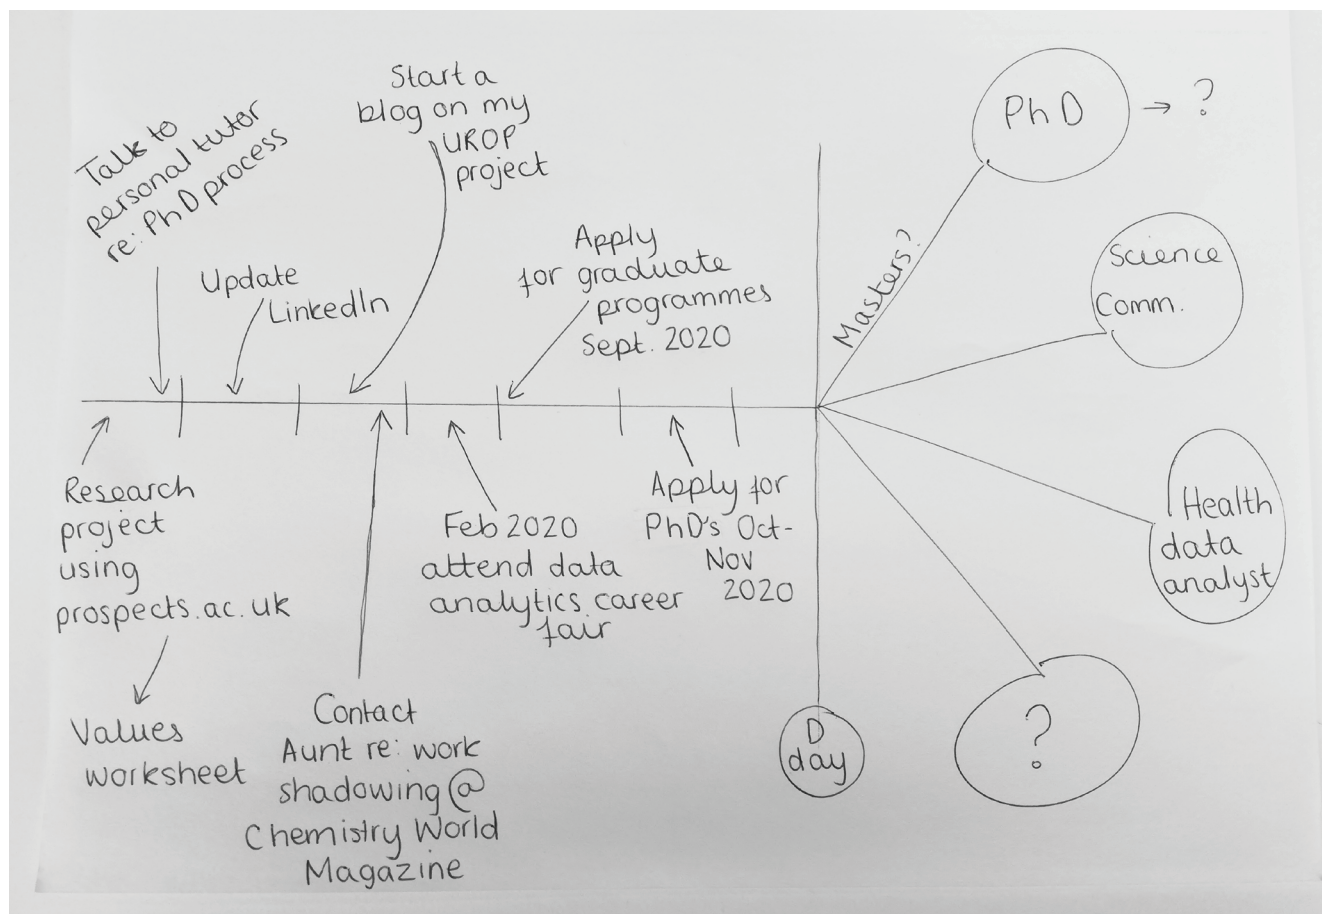 Talk to
personal tutor
re: PhD process
Start a
blog on my
UROP
project
Update
LinkedIn
Apply
for graduate
programmes
Sept. 2020
Research
project
using
prospects.ac.uk
Values
worksheet
Contact
Aunt re: work
shadowing @
Chemistry World
Magazine
Feb 2020
attend data
analytics career
fair
Apply for
PhD's Oct-
Nov
2020
D
day
Masters?
PhD → ?
Science
Comm.
Health
data
analyst
?